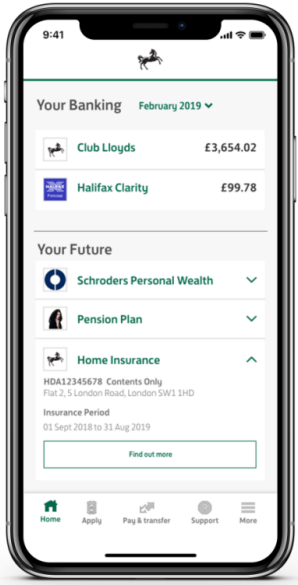 9:41
Your Banking February 2019
Club Lloyds £3,654.02
HALIFAX
Halifax Clarity £99.78
Your Future
Schroders Personal Wealth
Pension Plan
Home Insurance
HDA12345678 Contents Only
Flat 2, 5 London Road, London SW1 1HD
Insurance Period
01 Sept 2018 to 31 Aug 2019
Find out more
Home Apply Pay & transfer Support More